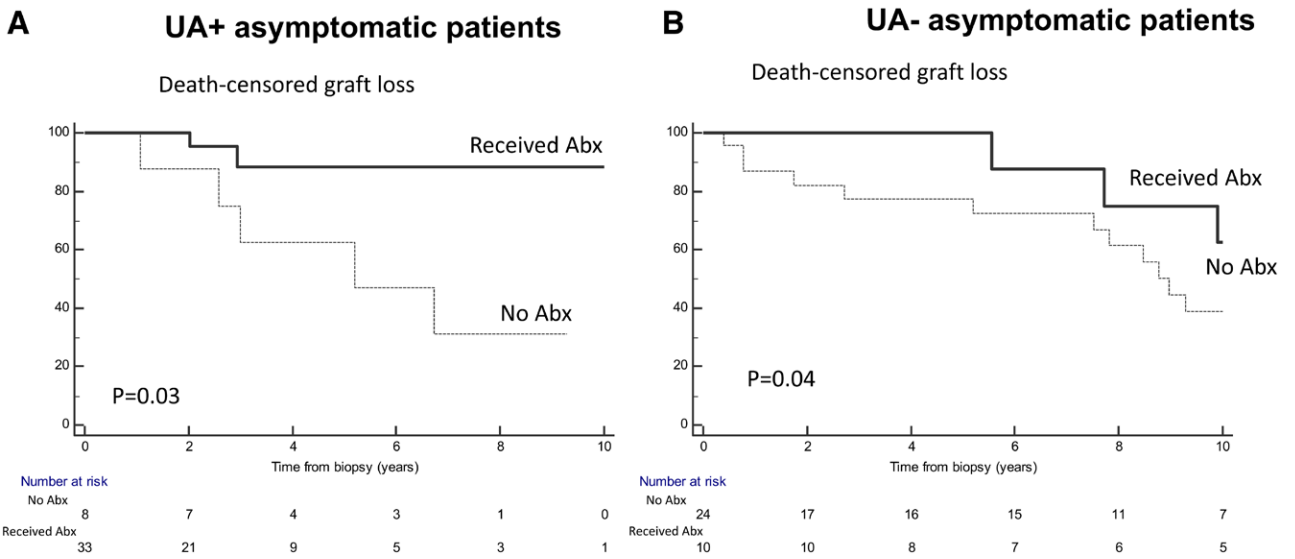 A
UA+ asymptomatic patients
Death-censored graft loss
100
80
60
40
20
0
Received Abx
No Abx
P=0.03
0 2 4 6 8 10
Time from biopsy (years)
Number at risk
No Abx
8 7 4 3 1 0
Received Abx
33 21 9 5 3 1
B
UA- asymptomatic patients
Death-censored graft loss
100
80
60
40
20
0
Received Abx
No Abx
P=0.04
0 2 4 6 8 10
Time from biopsy (years)
Number at risk
No Abx
24 17 16 15 11 7
Received Abx
10 10 8 7 6 5